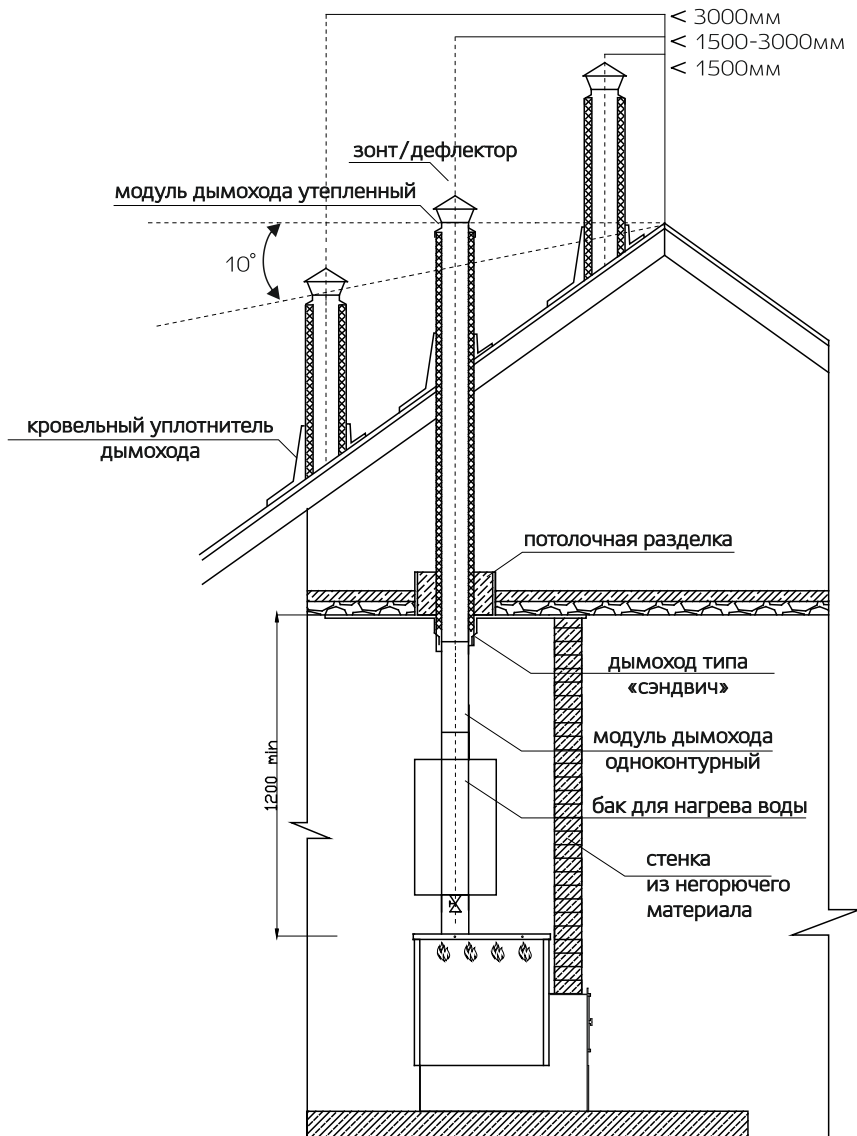 < 3000мм
< 1500-3000мм
< 1500мм
зонт/дефлектор
модуль дымохода утепленный
10°
кровельный уплотнитель
дымохода
потолочная разделка
дымоход типа
«сэндвич»
модуль дымохода
одноконтурный
1200 min
бак для нагрева воды
стенка
из негорючего
материала